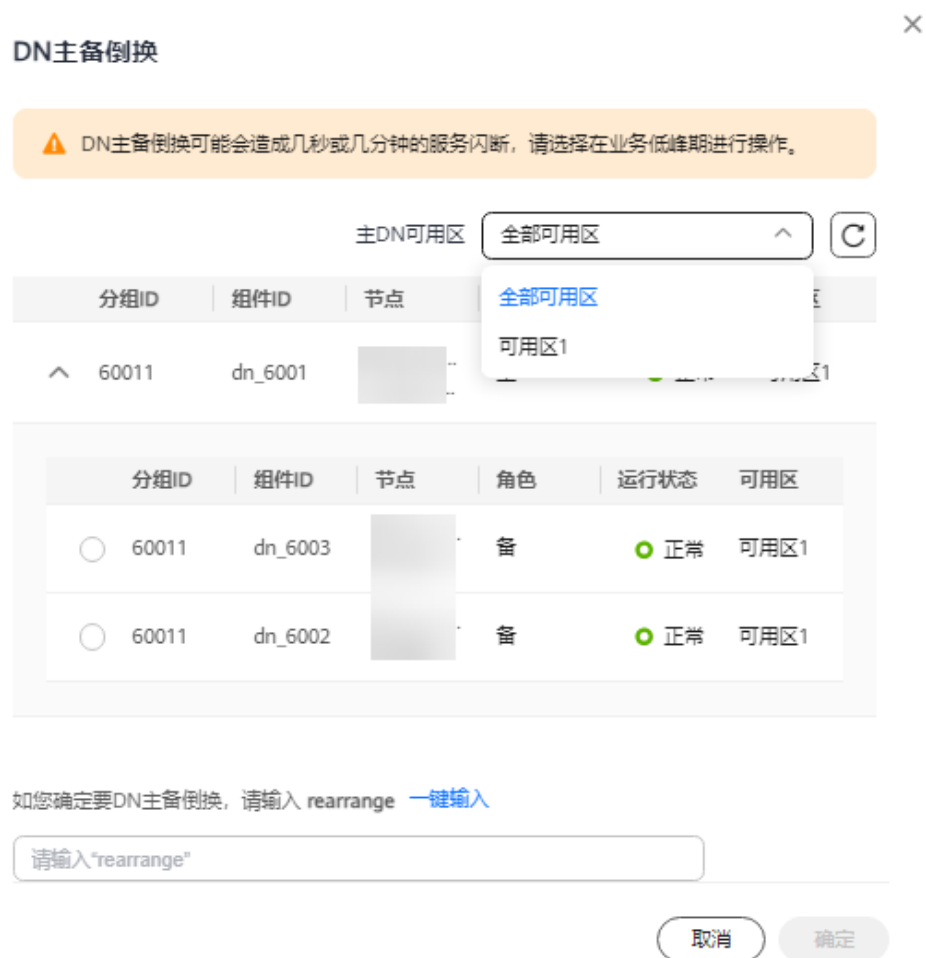 DN主备倒换
DN主备倒换可能会造成几秒或几分钟的服务闪断，请选择在业务低峰期进行操作。
主DN可用区 全部可用区
分组ID 组件ID 节点
全部可用区
可用区1
60011 dn_6001
分组ID 组件ID 节点 角色 运行状态 可用区
60011 dn_6003 备 正常 可用区1
60011 dn_6002 备 正常 可用区1
如您确定要DN主备倒换，请输入 rearrange 一键输入
请输入“rearrange”
取消 确定